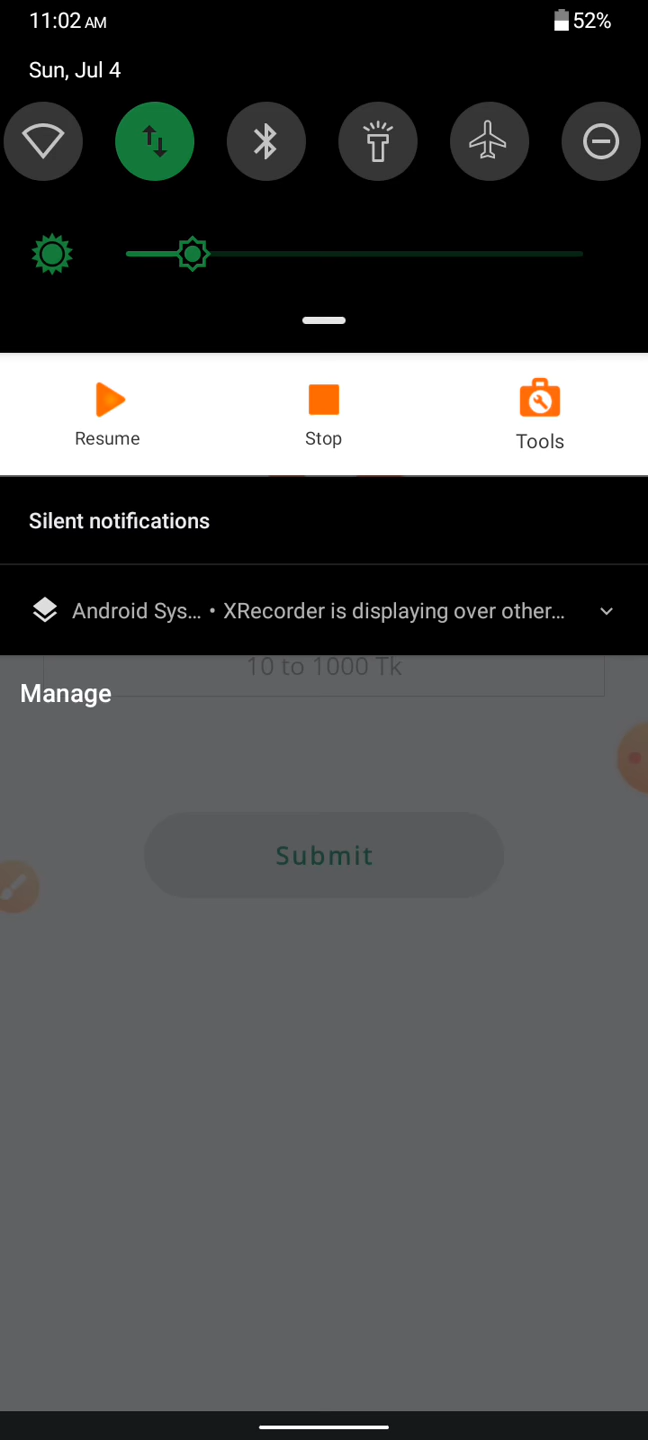 11:02 AM
52%
Sun, Jul 4
Resume
Stop
Tools
Silent notifications
Android Sys... • XRecorder is displaying over other...
10 to 1000 Tk
Manage
Submit